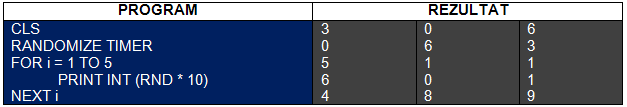 PROGRAM REZULTAT
CLS 3 0 6
RANDOMIZE TIMER 0 6 3
FOR i = 1 TO 5 5 1 1
PRINT INT (RND * 10) 6 0 1
NEXT i 4 8 9